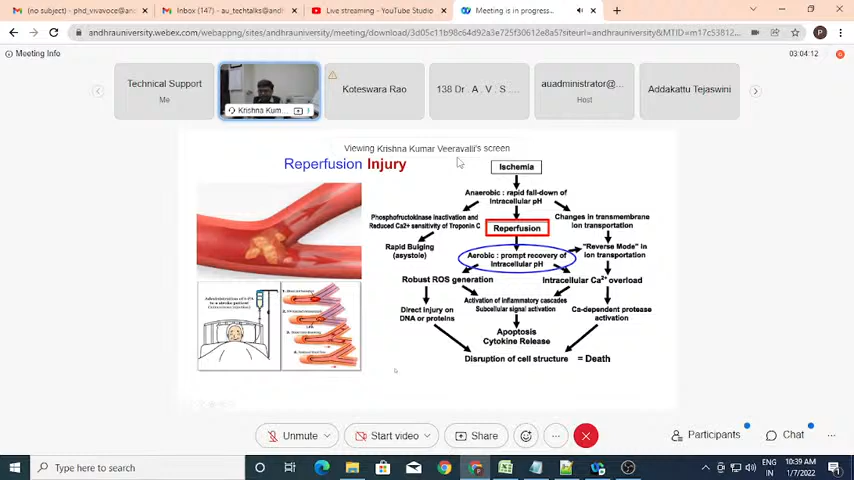 (no subject) - phd_vivavoce@and
Inbox (147) - au_techtalks@andh
Live streaming - YouTube Studio
Meeting is in progress...
andhrauniversity.webex.com/webappng/sites/andhrauniversity/meeting/download/3d05c11b98c64d92a3e725f30612e8a5?siteurl=andhrauniversity&MTID=m17c53812...
Meeting Info
03:04:12
Technical Support
Me
Krishna Kum...
Koteswara Rao
138 Dr . A . V . S ....
auadministrator@...
Host
Addakattu Tejaswini
Viewing Krishna Kumar Veeravalli's screen
Reperfusion Injury
Ischemia
Anaerobic : rapid fall-down of
intracellular pH
Phosphofructokinase inactivation and
Reduced Ca2+ sensitivity of Troponin C
Changes in transmembrane
ion transportation
Reperfusion
Rapid Bulging
(asystole)
"Reverse Mode" in
ion transportation
Aerobic : prompt recovery of
intracellular pH
Robust ROS generation
Intracellular Ca2+ overload
Administration of t-PA
to a stroke patient
Activation of inflammatory cascades
Subcellular signal activation
Direct injury on
DNA or proteins
Ca-dependent protease
activation
Apoptosis
Cytokine Release
Disruption of cell structure = Death
Unmute
Start video
Share
Participants
Chat
Type here to search
ENG
IN
10:39 AM
1/7/2022